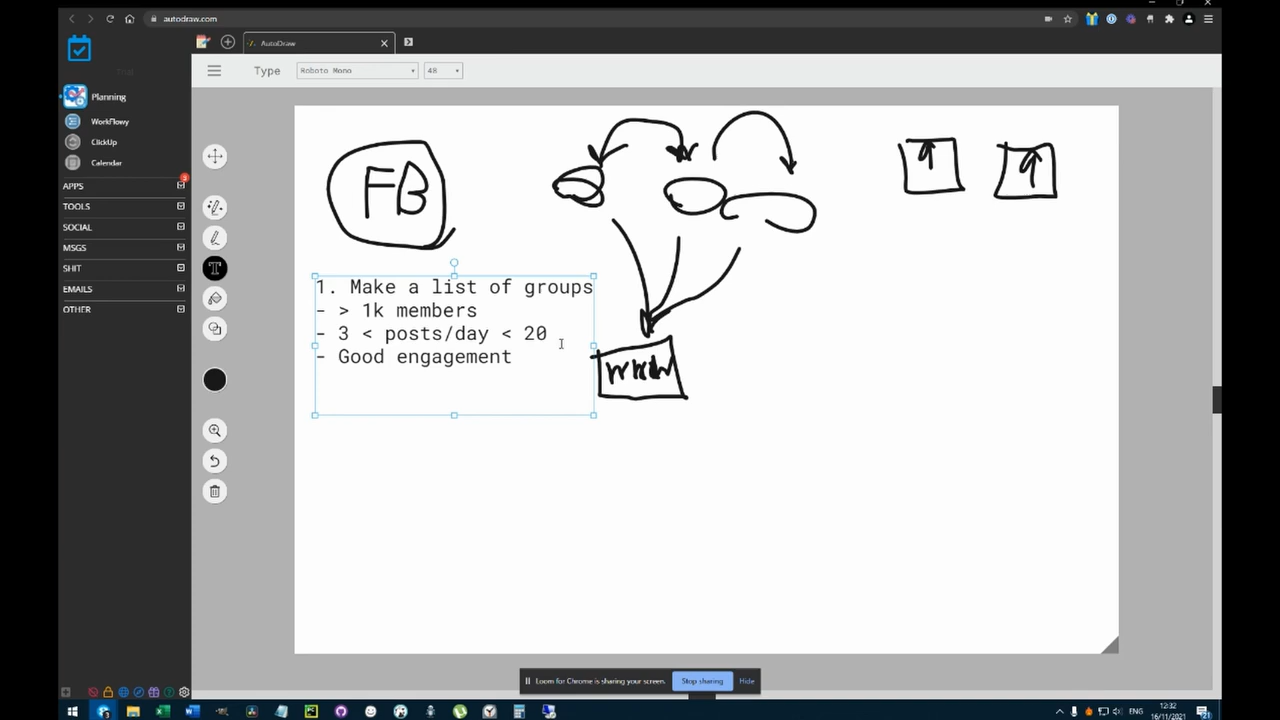 autodraw.com
AutoDraw
Type
Roboto Mono
48
Planning
WorkFlowy
ClickUp
Calendar
3
APPS
TOOLS
SOCIAL
MSGS
SHIT
EMAILS
OTHER
FB
1. Make a list of groups
- > 1k members
- 3 < posts/day < 20
- Good engagement
Loom for Chrome is sharing your screen.
Stop sharing
Hide
ENG
12:32
16/11/2021